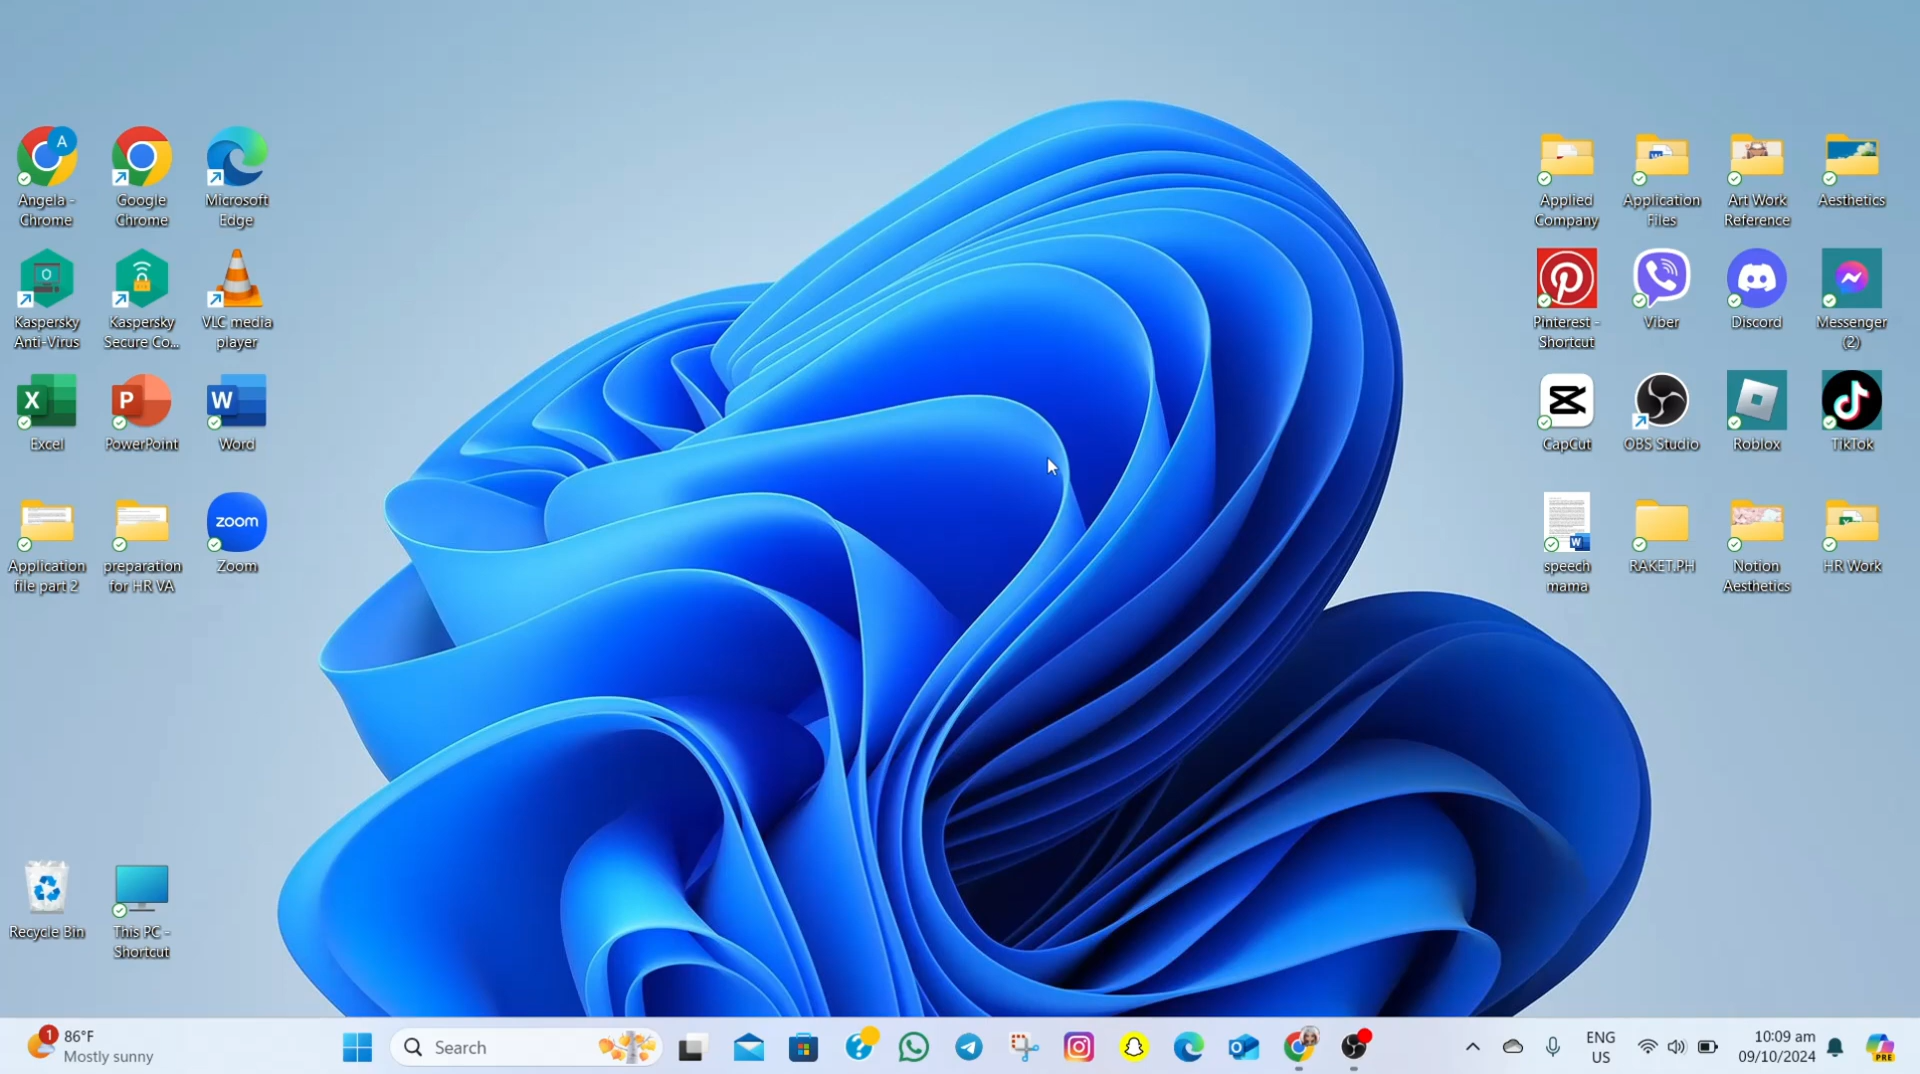 A
Angela - Chrome
Google Chrome
Microsoft Edge
Kaspersky Anti-Virus
Kaspersky Secure Co...
VLC media player
X
Excel
P
PowerPoint
W
Word
Application file part 2
preparation for HR VA
zoom
Zoom
Recycle Bin
This PC - Shortcut
Applied Company
Application Files
Art Work Reference
Aesthetics
Pinterest - Shortcut
Viber
Discord
Messenger (2)
CapCut
OBS Studio
Roblox
TikTok
W
speech mama
RAKET.PH
Notion Aesthetics
HR Work
1
86°F
Mostly sunny
Search
ENG
US
10:09 am
09/10/2024
PRE